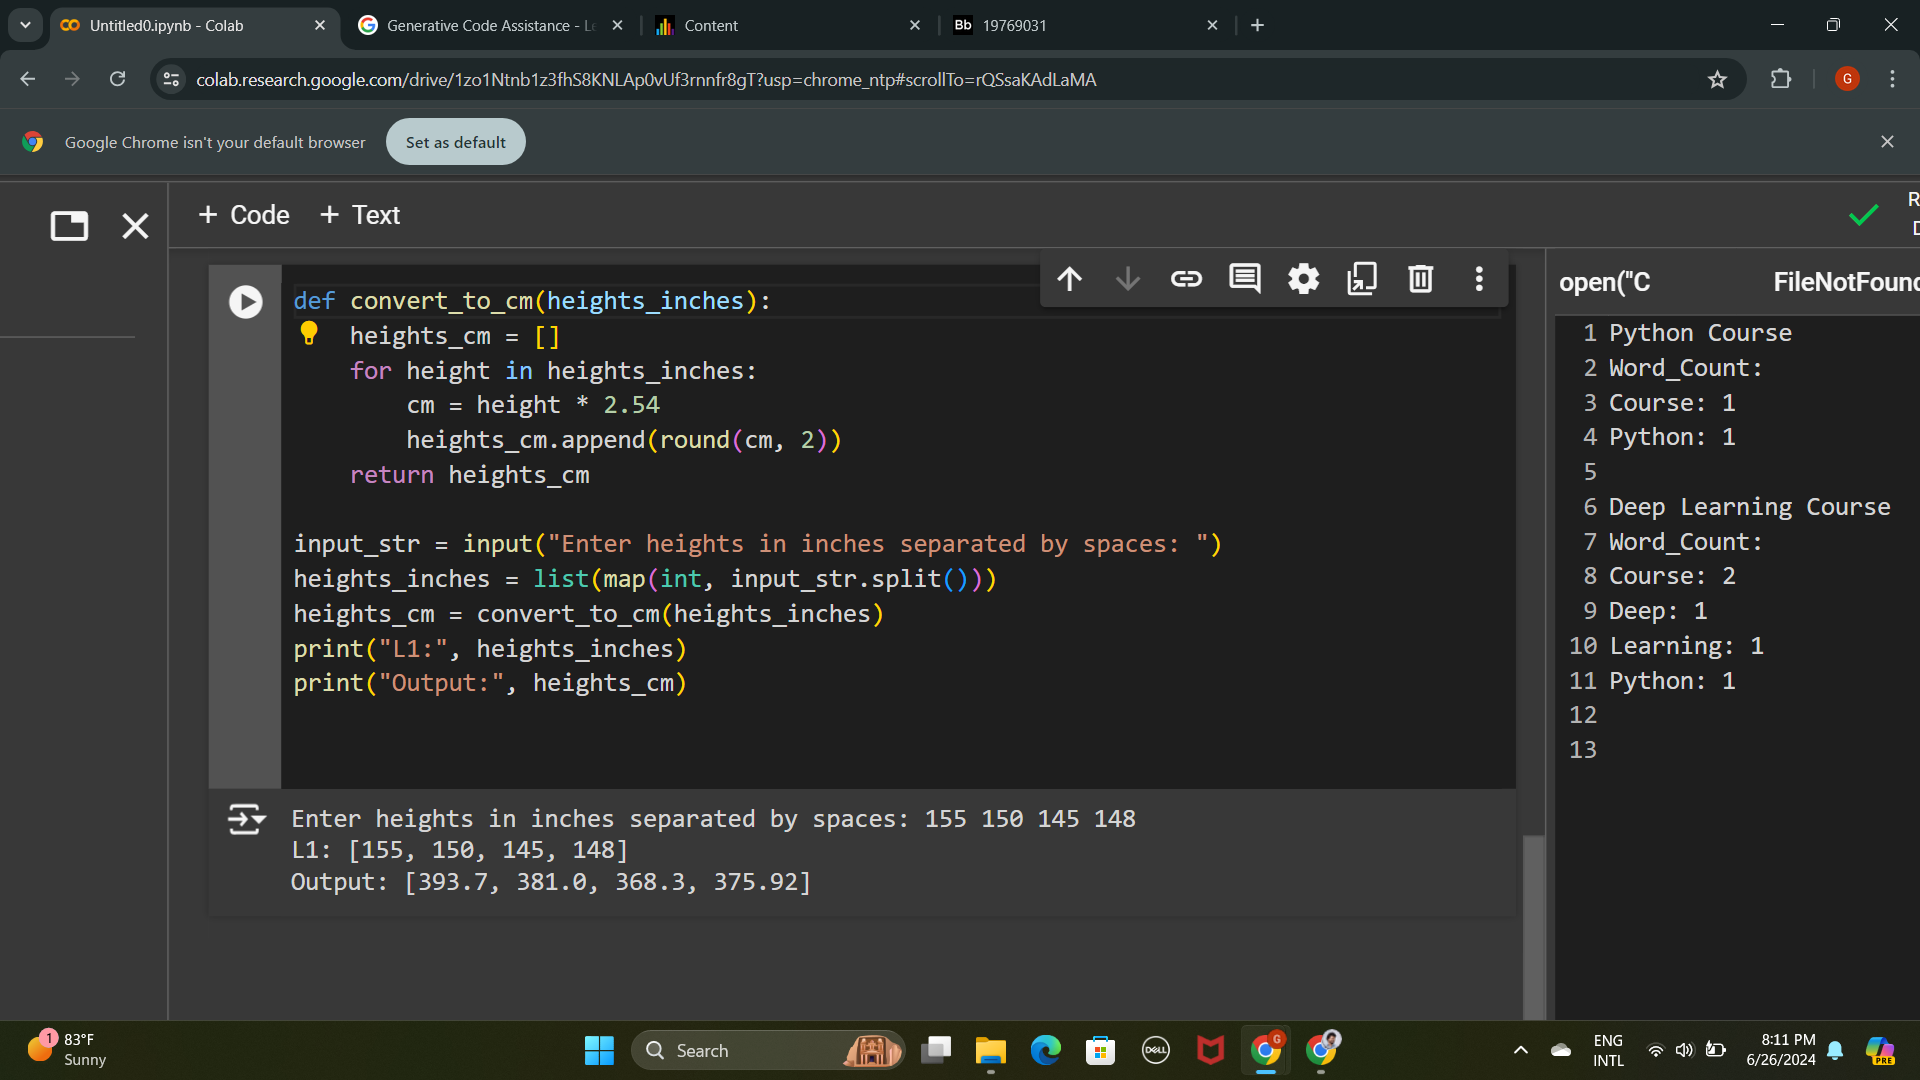 Untitled0.ipynb - Colab
Generative Code Assistance - Le
Content
Bb 19769031
colab.research.google.com/drive/1zo1Ntnb1z3fhS8KNLAp0vUf3rnnfr8gT?usp=chrome_ntp#scrollTo=rQSsaKAdLaMA
G
Google Chrome isn't your default browser
Set as default
+ Code + Text
R
D
def convert_to_cm(heights_inches):
    heights_cm = []
    for height in heights_inches:
        cm = height * 2.54
        heights_cm.append(round(cm, 2))
    return heights_cm
input_str = input("Enter heights in inches separated by spaces: ")
heights_inches = list(map(int, input_str.split()))
heights_cm = convert_to_cm(heights_inches)
print("L1:", heights_inches)
print("Output:", heights_cm)
Enter heights in inches separated by spaces: 155 150 145 148
L1: [155, 150, 145, 148]
Output: [393.7, 381.0, 368.3, 375.92]
open("C FileNotFound
1 Python Course
2 Word_Count:
3 Course: 1
4 Python: 1
5
6 Deep Learning Course
7 Word_Count:
8 Course: 2
9 Deep: 1
10 Learning: 1
11 Python: 1
12
13
1
83°F
Sunny
Search
DELL
G
ENG
INTL
8:11 PM
6/26/2024
PRE